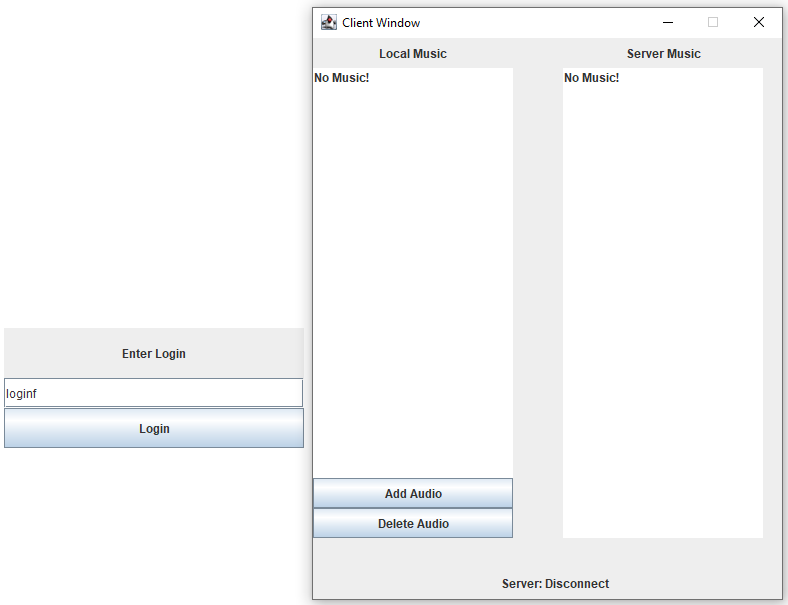 Enter Login
loginf
Login
Client Window
Local Music
Server Music
No Music!
No Music!
Add Audio
Delete Audio
Server: Disconnect